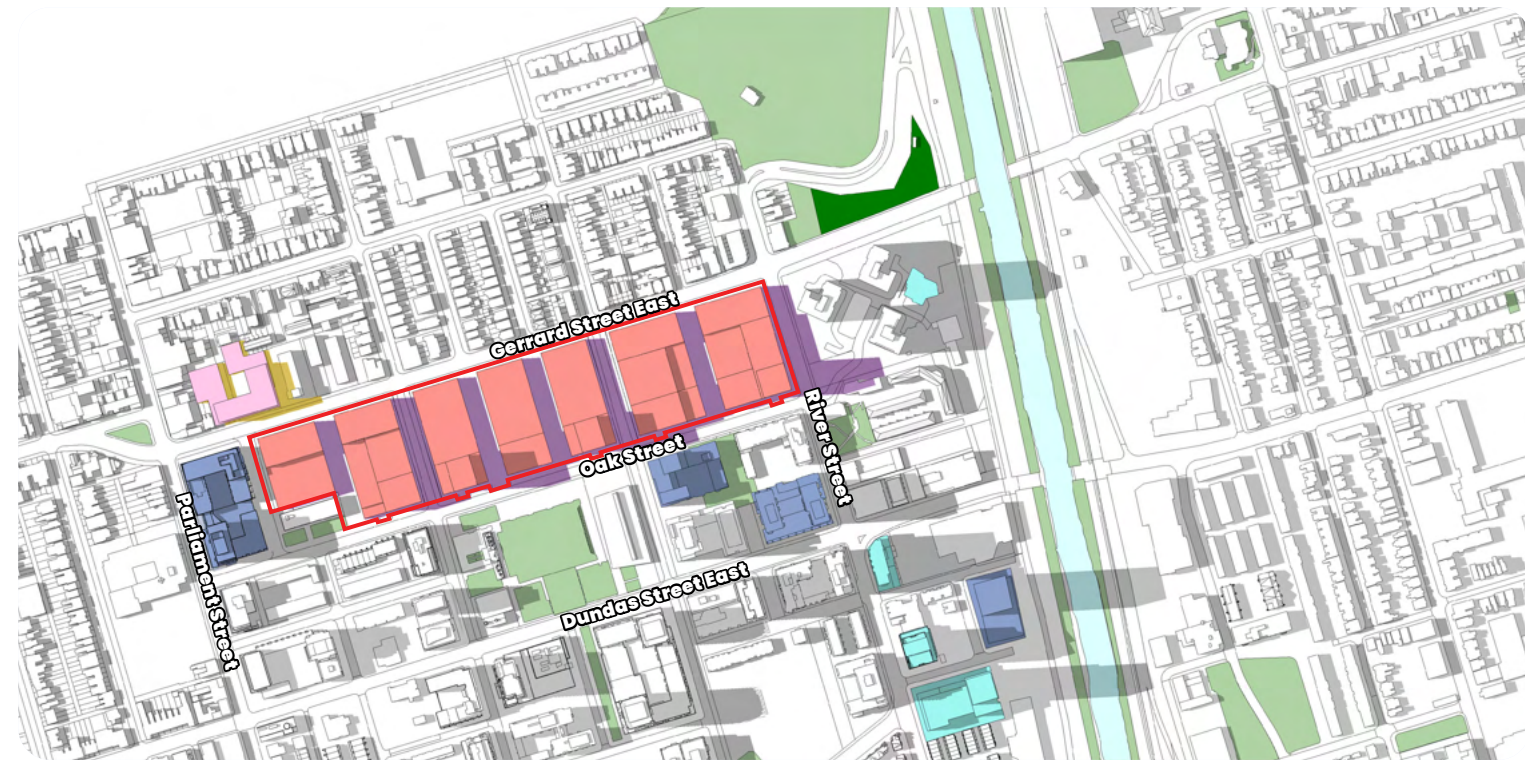 Gerrard Street East
Oak Street
River Street
Parliament Street
Dundas Street East